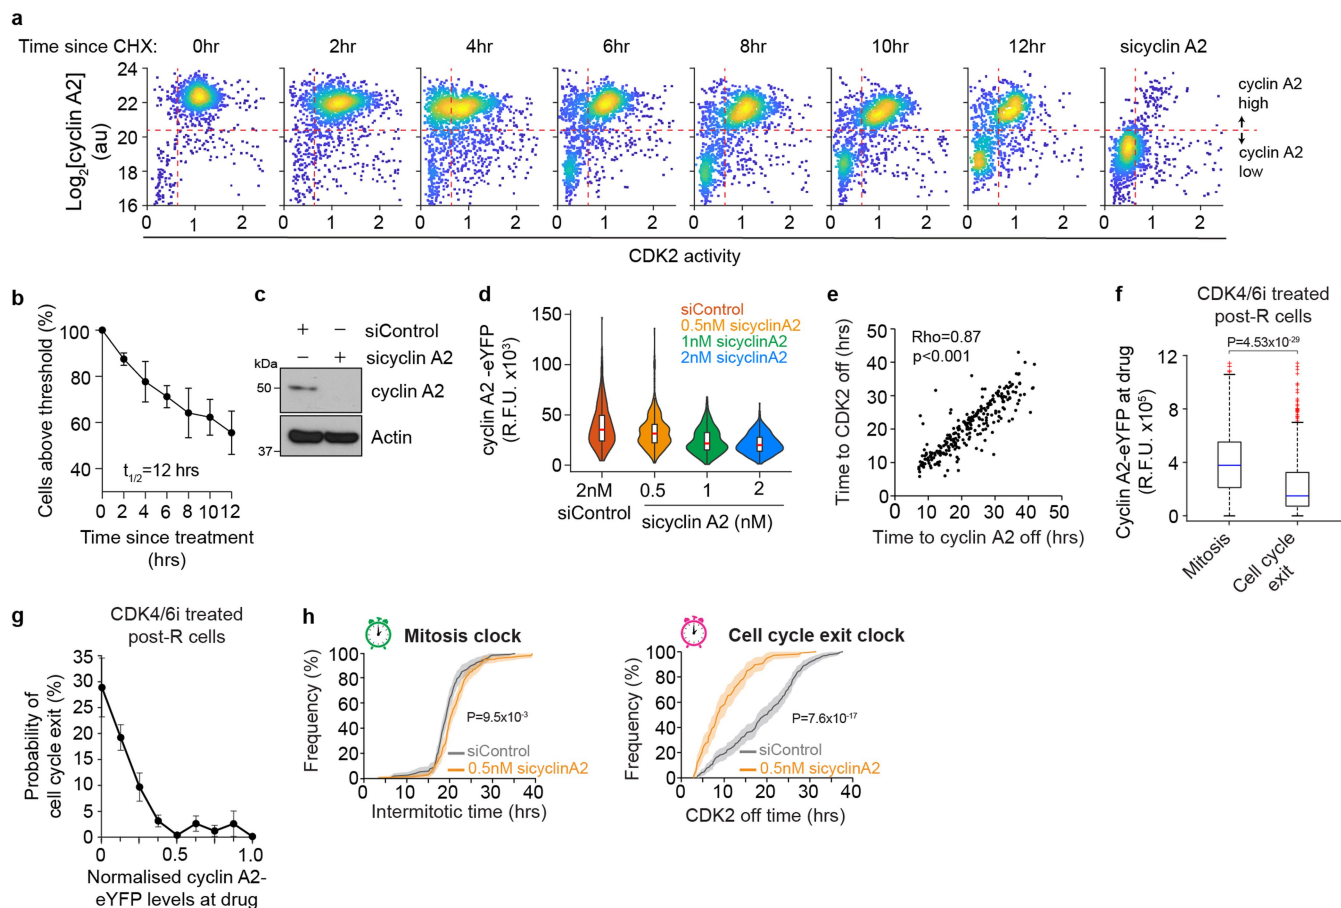 a
Time since CHX: 0hr 2hr 4hr 6hr 8hr 10hr 12hr sicyclin A2
Log2[cyclin A2] (au)
24
22
20
18
16
cyclin A2 high
cyclin A2 low
0 1 2 0 1 2 0 1 2 0 1 2 0 1 2 0 1 2 0 1 2 0 1 2
CDK2 activity
b
Cells above threshold (%)
100
80
60
40
t1/2=12 hrs
0 2 4 6 8 10 12
Time since treatment
(hrs)
c
+ − siControl
− + sicyclin A2
kDa
50
cyclin A2
Actin
37
d
cyclin A2 -eYFP
(R.F.U. x10³)
150
100
50
0
siControl
0.5nM sicyclinA2
1nM sicyclinA2
2nM sicyclinA2
2nM 0.5 1 2
siControl sicyclin A2 (nM)
e
Time to CDK2 off (hrs)
50
40
30
20
10
0
Rho=0.87
p<0.001
0 10 20 30 40 50
Time to cyclin A2 off (hrs)
f
CDK4/6i treated
post-R cells
P=4.53x10⁻²⁹
Cyclin A2-eYFP at drug
(R.F.U. x10⁵)
12
8
4
0
Mitosis
Cell cycle
exit
g
CDK4/6i treated
post-R cells
Probability of
cell cycle exit (%)
35
30
25
20
15
10
5
0
0 0.5 1.0
Normalised cyclin A2-
eYFP levels at drug
h
Mitosis clock
Frequency (%)
100
80
60
40
20
0
P=9.5x10⁻³
siControl
0.5nM sicyclinA2
0 10 20 30 40
Intermitotic time (hrs)
Cell cycle exit clock
Frequency (%)
100
80
60
40
20
0
P=7.6x10⁻¹⁷
siControl
0.5nM sicyclinA2
0 10 20 30 40
CDK2 off time (hrs)